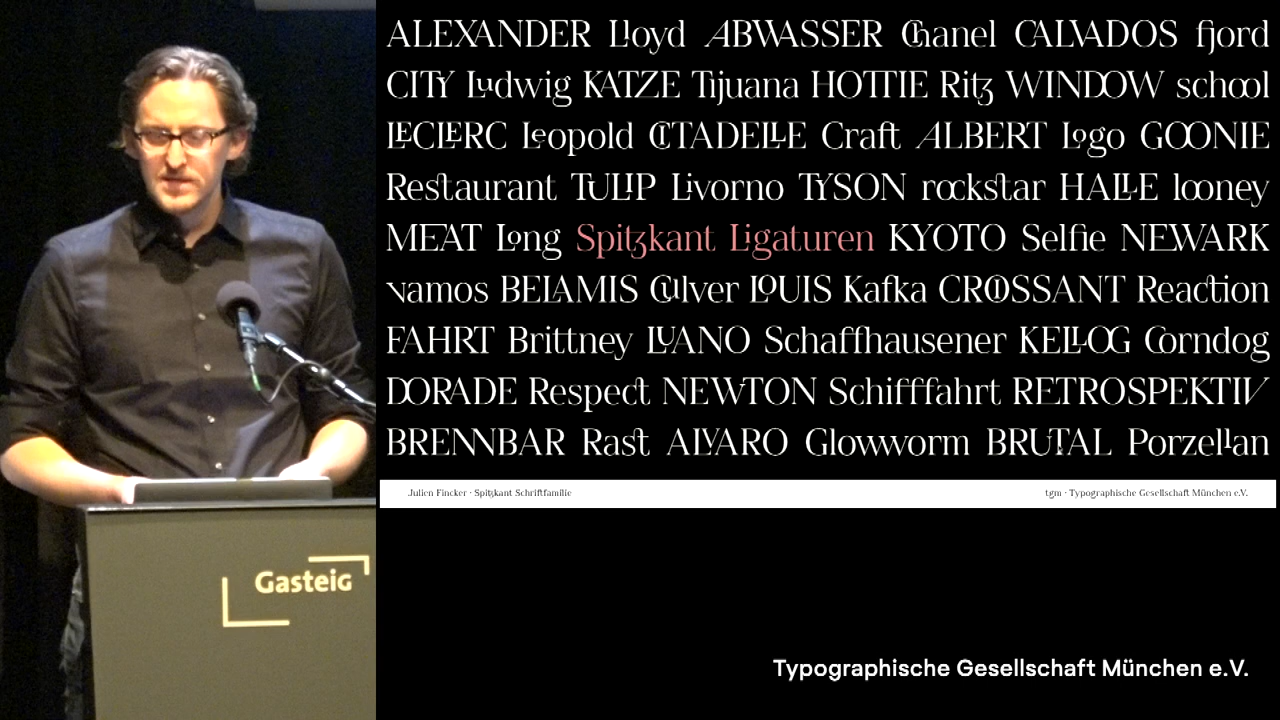 ALEXANDER Lloyd ABWASSER Chanel CALVADOS fjord
CITY Ludwig KATZE Tijuana HOTTIE Ritz WINDOW school
LECLERC Leopold CITADELLE Craft ALBERT Logo GOONIE
Restaurant TULIP Livorno TYSON rockstar HALLE looney
MEAT Long Spitzkant Ligaturen KYOTO Selfie NEWARK
vamos BELAMIS Culver LOUIS Kafka CROISSANT Reaction
FAHRT Brittney LUANO Schaffhausener KELLOG Corndog
DORADE Respect NEWTON Schifffahrt RETROSPEKTIV
BRENNBAR Rast ALVARO Glowworm BRUTAL Porzellan
Julien Fincker · Spitzkant Schriftfamilie
tgm · Typographische Gesellschaft München e.V.
Gasteig
Typographische Gesellschaft München e.V.